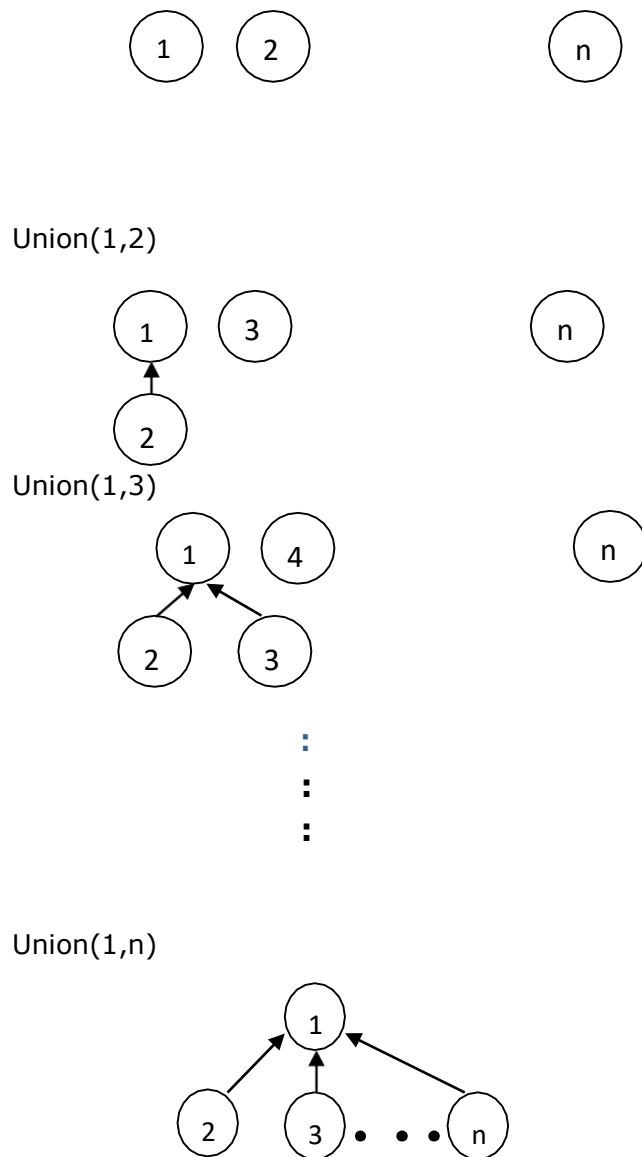 1 2 n
Union(1,2)
1 3 n
2
Union(1,3)
1 4 n
2 3
:
:
:
Union(1,n)
1
2 3 • • • n